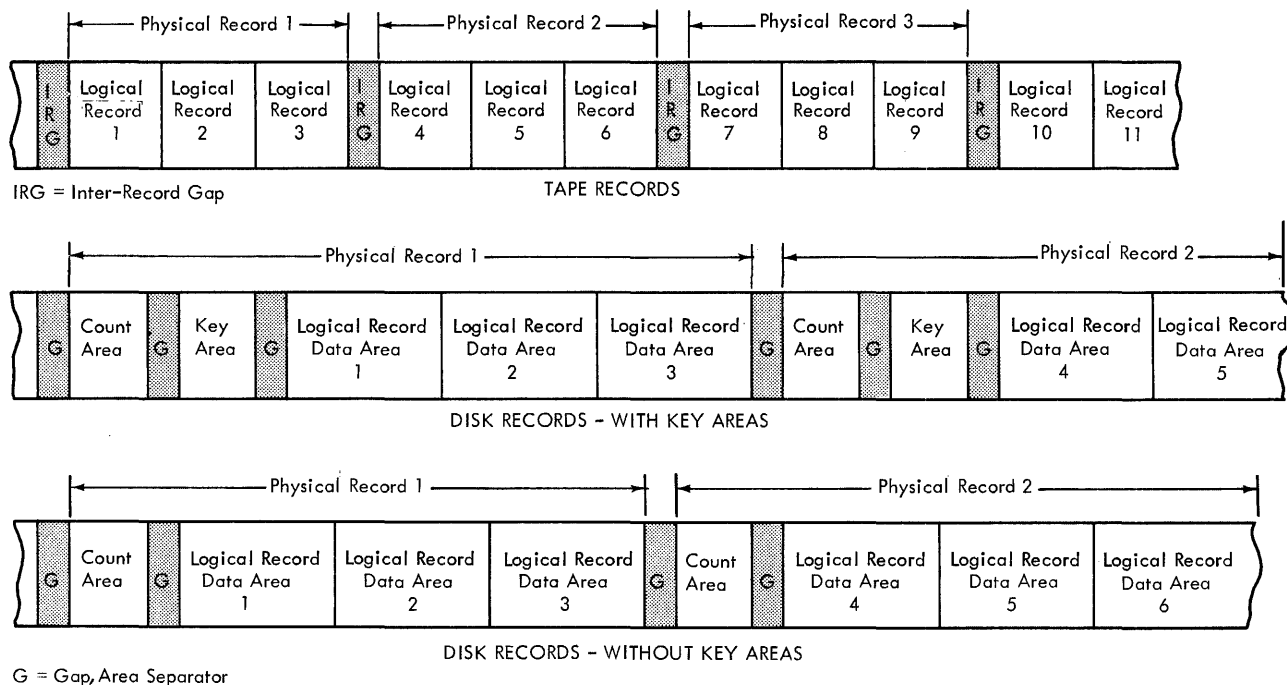 Physical Record 1 Physical Record 2 Physical Record 3
I R G
Logical Record 1
Logical Record 2
Logical Record 3
I R G
Logical Record 4
Logical Record 5
Logical Record 6
I R G
Logical Record 7
Logical Record 8
Logical Record 9
I R G
Logical Record 10
Logical Record 11
IRG = Inter-Record Gap
TAPE RECORDS
Physical Record 1 Physical Record 2
G
Count Area
G
Key Area
G
Logical Record Data Area 1
Logical Record Data Area 2
Logical Record Data Area 3
G
Count Area
G
Key Area
G
Logical Record Data Area 4
Logical Record Data Area 5
DISK RECORDS - WITH KEY AREAS
Physical Record 1 Physical Record 2
G
Count Area
G
Logical Record Data Area 1
Logical Record Data Area 2
Logical Record Data Area 3
G
Count Area
G
Logical Record Data Area 4
Logical Record Data Area 5
Logical Record Data Area 6
DISK RECORDS - WITHOUT KEY AREAS
G = Gap, Area Separator